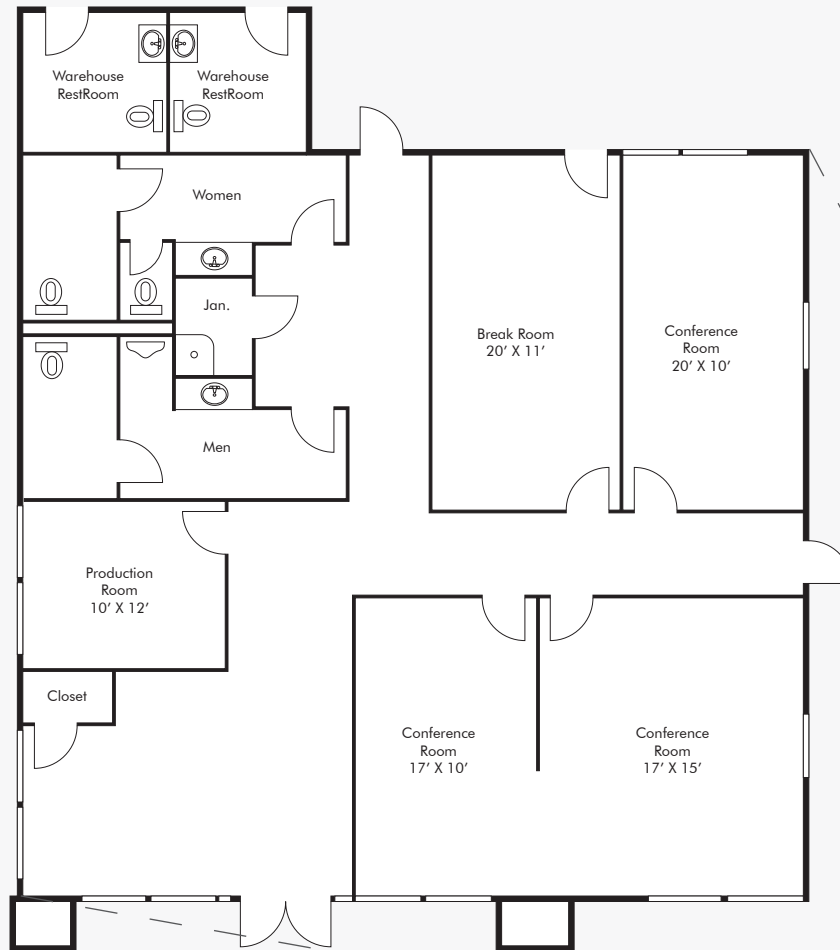 Warehouse
RestRoom
Warehouse
RestRoom
Women
Jan.
Break Room
20’ X 11’
Conference
Room
20’ X 10’
Men
Production
Room
10’ X 12’
Closet
Conference
Room
17’ X 10’
Conference
Room
17’ X 15’